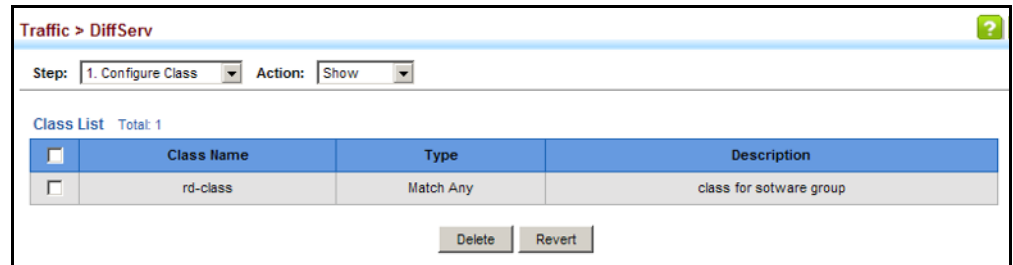 Traffic > DiffServ
?
Step: 1. Configure Class Action: Show
Class List Total: 1
Class Name Type Description
rd-class Match Any class for sotware group
Delete Revert